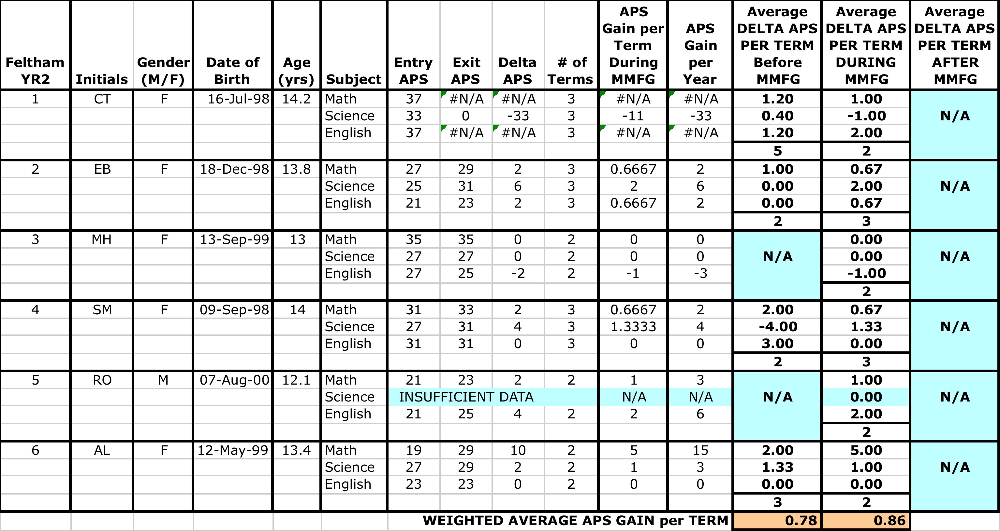 Feltham YR2 Initials Gender (M/F) Date of Birth Age (yrs) Subject Entry APS Exit APS Delta APS # of Terms APS Gain per Term During MMFG APS Gain per Year Average DELTA APS PER TERM Before MMFG Average DELTA APS PER TERM DURING MMFG Average DELTA APS PER TERM AFTER MMFG
1 CT F 16-Jul-98 14.2 Math 37 #N/A #N/A 3 #N/A #N/A 1.20 1.00
Science 33 0 -33 3 -11 -33 0.40 -1.00 N/A
English 37 #N/A #N/A 3 #N/A #N/A 1.20 2.00
5 2
2 EB F 18-Dec-98 13.8 Math 27 29 2 3 0.6667 2 1.00 0.67
Science 25 31 6 3 2 6 0.00 2.00 N/A
English 21 23 2 3 0.6667 2 0.00 0.67
2 3
3 MH F 13-Sep-99 13 Math 35 35 0 2 0 0 0.00
Science 27 27 0 2 0 0 N/A 0.00 N/A
English 27 25 -2 2 -1 -3 -1.00
2
4 SM F 09-Sep-98 14 Math 31 33 2 3 0.6667 2 2.00 0.67
Science 27 31 4 3 1.3333 4 -4.00 1.33 N/A
English 31 31 0 3 0 0 3.00 0.00
2 3
5 RO M 07-Aug-00 12.1 Math 21 23 2 2 1 3 1.00
Science INSUFFICIENT DATA N/A N/A N/A 0.00 N/A
English 21 25 4 2 2 6 2.00
2
6 AL F 12-May-99 13.4 Math 19 29 10 2 5 15 2.00 5.00
Science 27 29 2 2 1 3 1.33 1.00 N/A
English 23 23 0 2 0 0 0.00 0.00
3 2
WEIGHTED AVERAGE APS GAIN per TERM 0.78 0.86